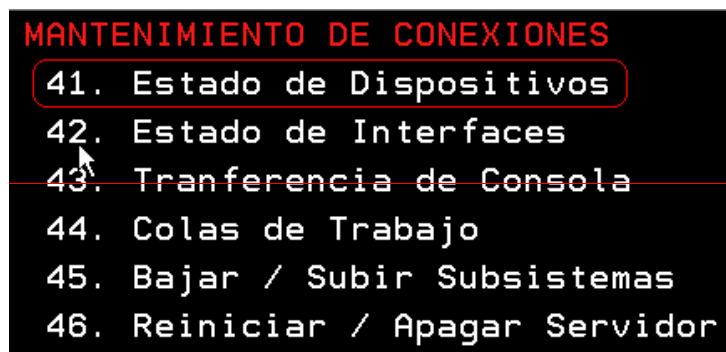 MANTENIMIENTO DE CONEXIONES
41. Estado de Dispositivos
42. Estado de Interfaces
43. Tranferencia de Consola
44. Colas de Trabajo
45. Bajar / Subir Subsistemas
46. Reiniciar / Apagar Servidor